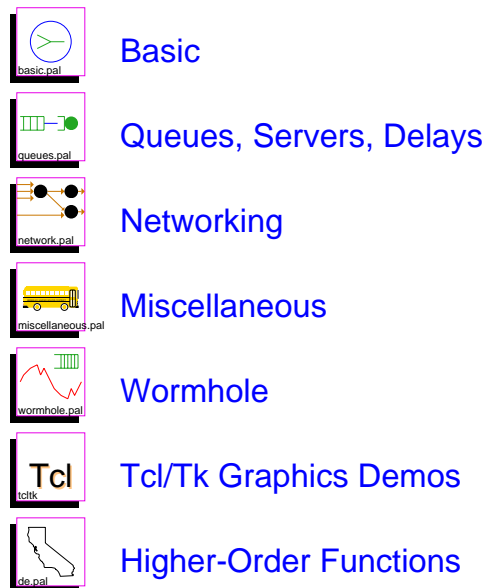 basic.pal
Basic
queues.pal
Queues, Servers, Delays
network.pal
Networking
miscellaneous.pal
Miscellaneous
wormhole.pal
Wormhole
Tcl
tcltk
Tcl/Tk Graphics Demos
de.pal
Higher-Order Functions